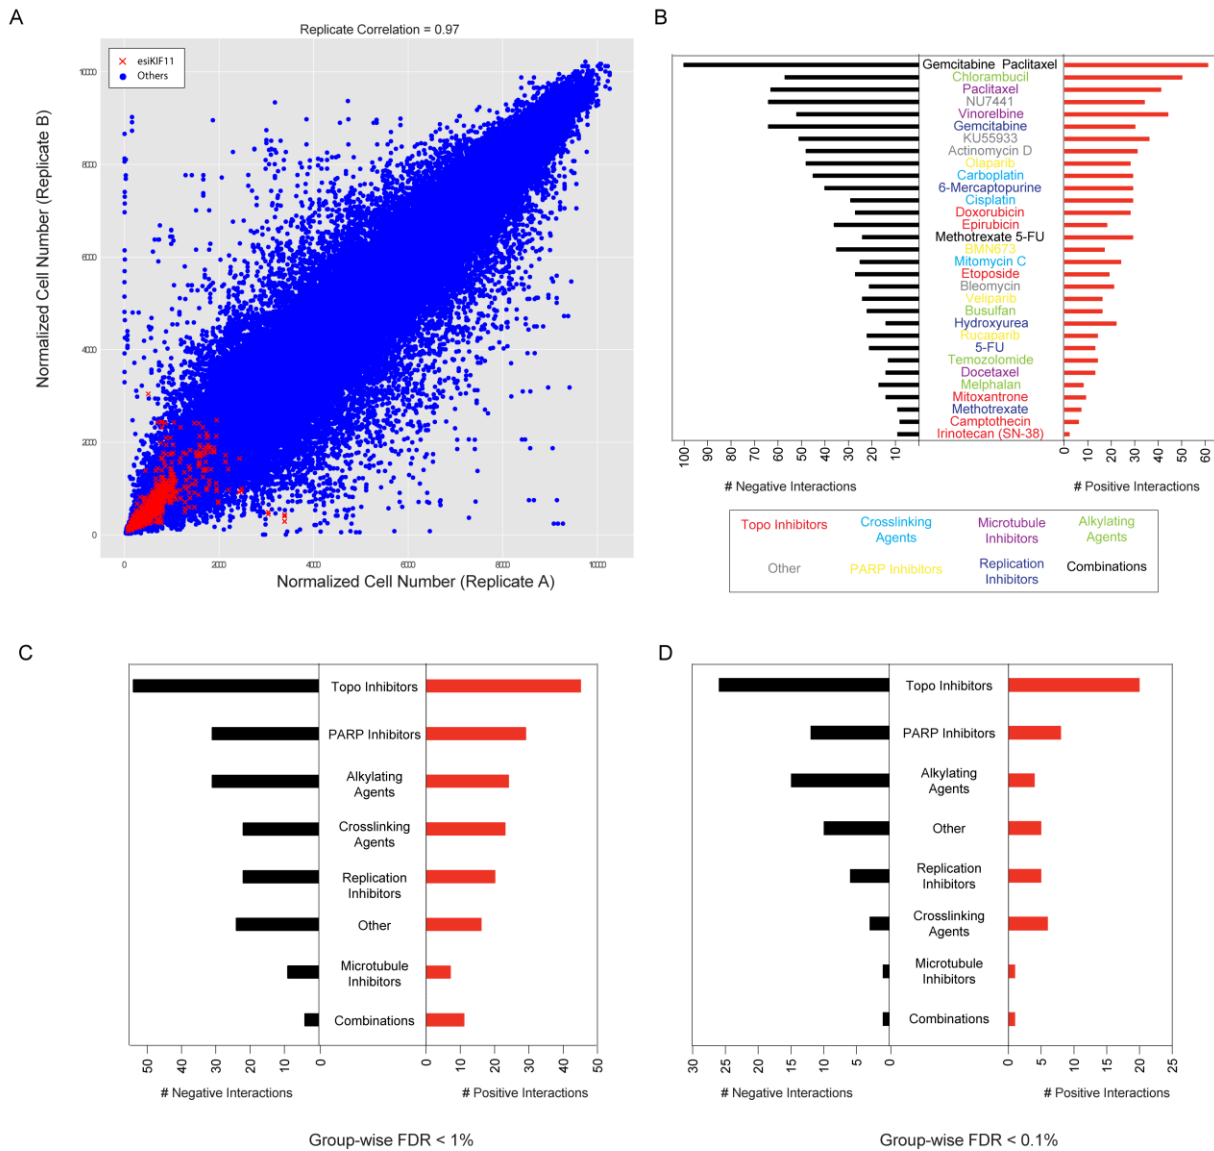 A
Replicate Correlation = 0.97
esiKIF11
Others
10000
8000
6000
4000
2000
0
Normalized Cell Number (Replicate B)
0
2000
4000
6000
8000
10000
Normalized Cell Number (Replicate A)
B
Gemcitabine Paclitaxel
Chlorambucil
Paclitaxel
NU7441
Vinorelbine
Gemcitabine
KU55933
Actinomycin D
Olaparib
Carboplatin
6-Mercaptopurine
Cisplatin
Doxorubicin
Epirubicin
Methotrexate 5-FU
BMN673
Mitomycin C
Etoposide
Bleomycin
Veliparib
Busulfan
Hydroxyurea
Rucaparib
5-FU
Temozolomide
Docetaxel
Melphalan
Mitoxantrone
Methotrexate
Camptothecin
Irinotecan (SN-38)
100
90
80
70
60
50
40
30
20
10
0
0
10
20
30
40
50
60
# Negative Interactions
# Positive Interactions
Topo Inhibitors
Crosslinking
Agents
Microtubule
Inhibitors
Alkylating
Agents
Other
PARP Inhibitors
Replication
Inhibitors
Combinations
C
Topo Inhibitors
PARP Inhibitors
Alkylating
Agents
Crosslinking
Agents
Replication
Inhibitors
Other
Microtubule
Inhibitors
Combinations
50
40
30
20
10
0
0
10
20
30
40
50
# Negative Interactions
# Positive Interactions
Group-wise FDR < 1%
D
Topo Inhibitors
PARP Inhibitors
Alkylating
Agents
Other
Replication
Inhibitors
Crosslinking
Agents
Microtubule
Inhibitors
Combinations
30
25
20
15
10
5
0
0
5
10
15
20
25
# Negative Interactions
# Positive Interactions
Group-wise FDR < 0.1%